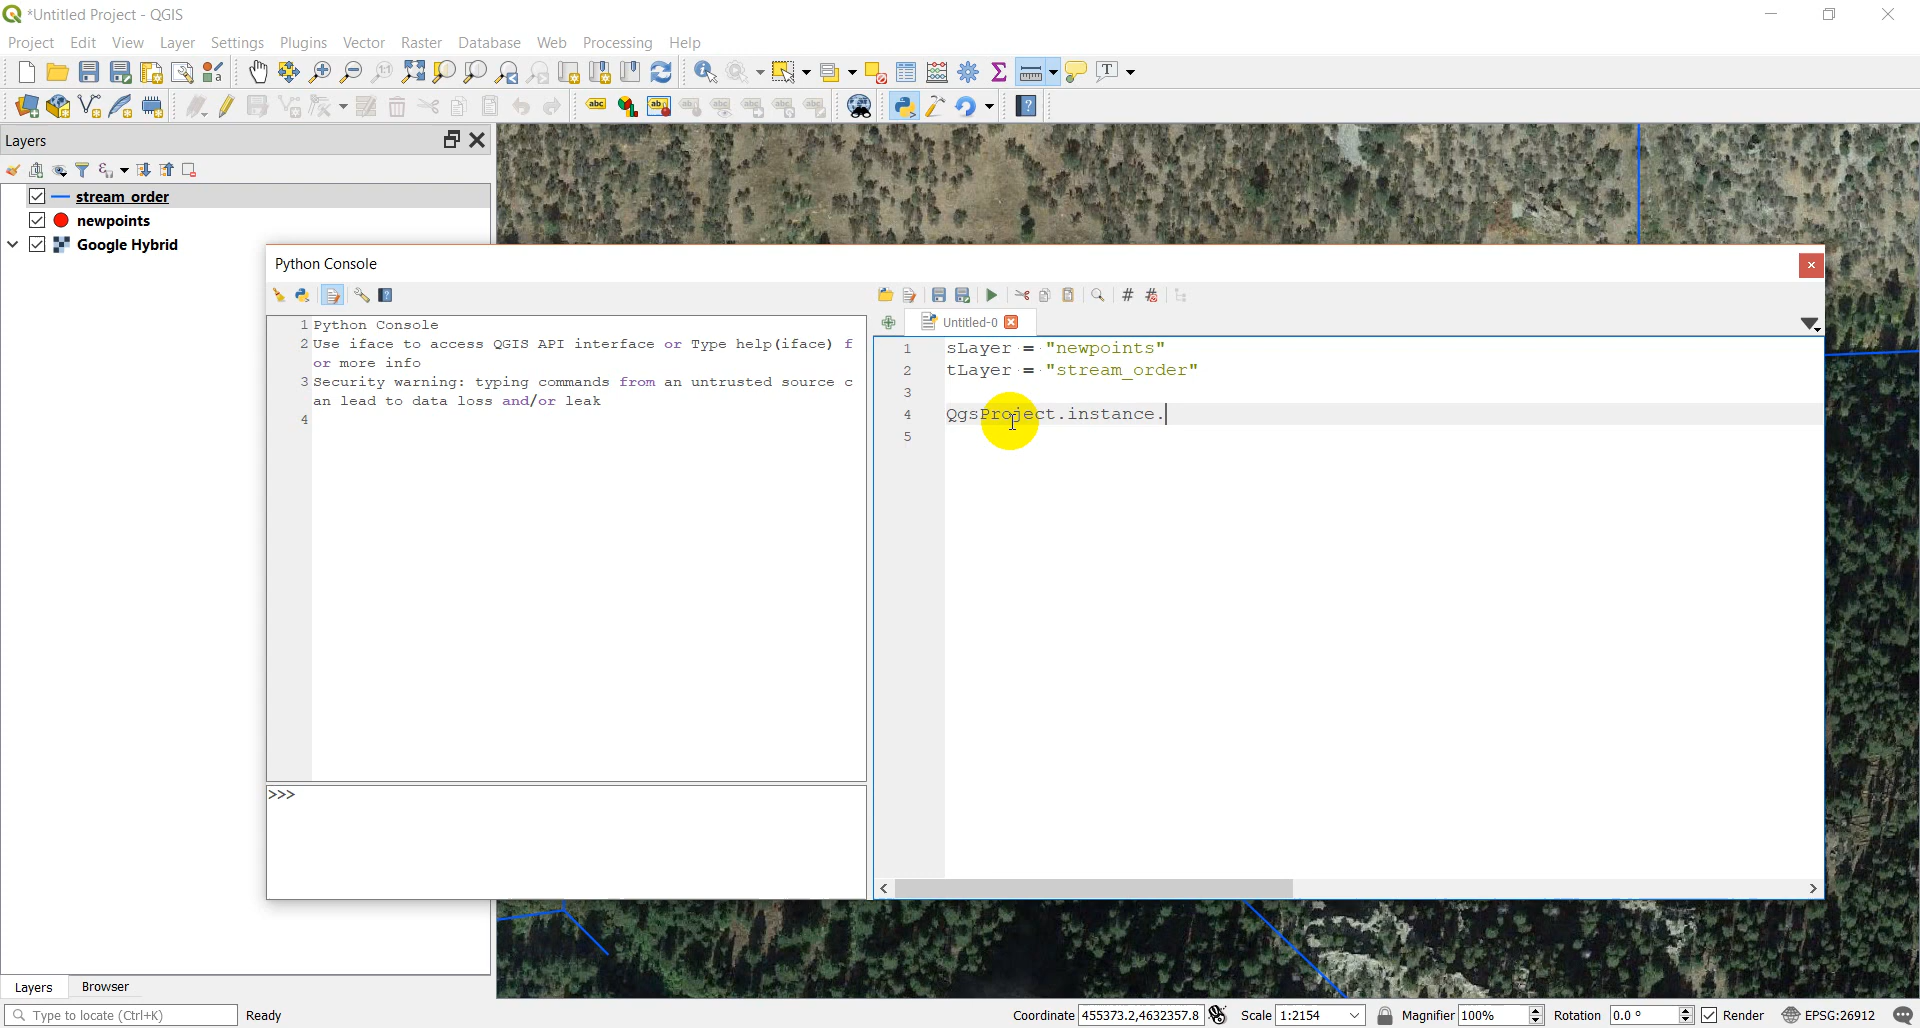 *Untitled Project - QGIS
Project Edit View Layer Settings Plugins Vector Raster Database Web Processing Help
Layers
stream_order
newpoints
Google Hybrid
Python Console
1 Python Console
2 Use iface to access QGIS API interface or Type help(iface) f
or more info
3 Security warning: typing commands from an untrusted source c
an lead to data loss and/or leak
4
>>>
Untitled-0
1 sLayer = "newpoints"
2 tLayer = "stream_order"
3
4 QgsProject.instance.
5
Layers Browser
Type to locate (Ctrl+K) Ready Coordinate 455373.2,4632357.8 Scale 1:2154 Magnifier 100% Rotation 0.0 ° Render EPSG:26912